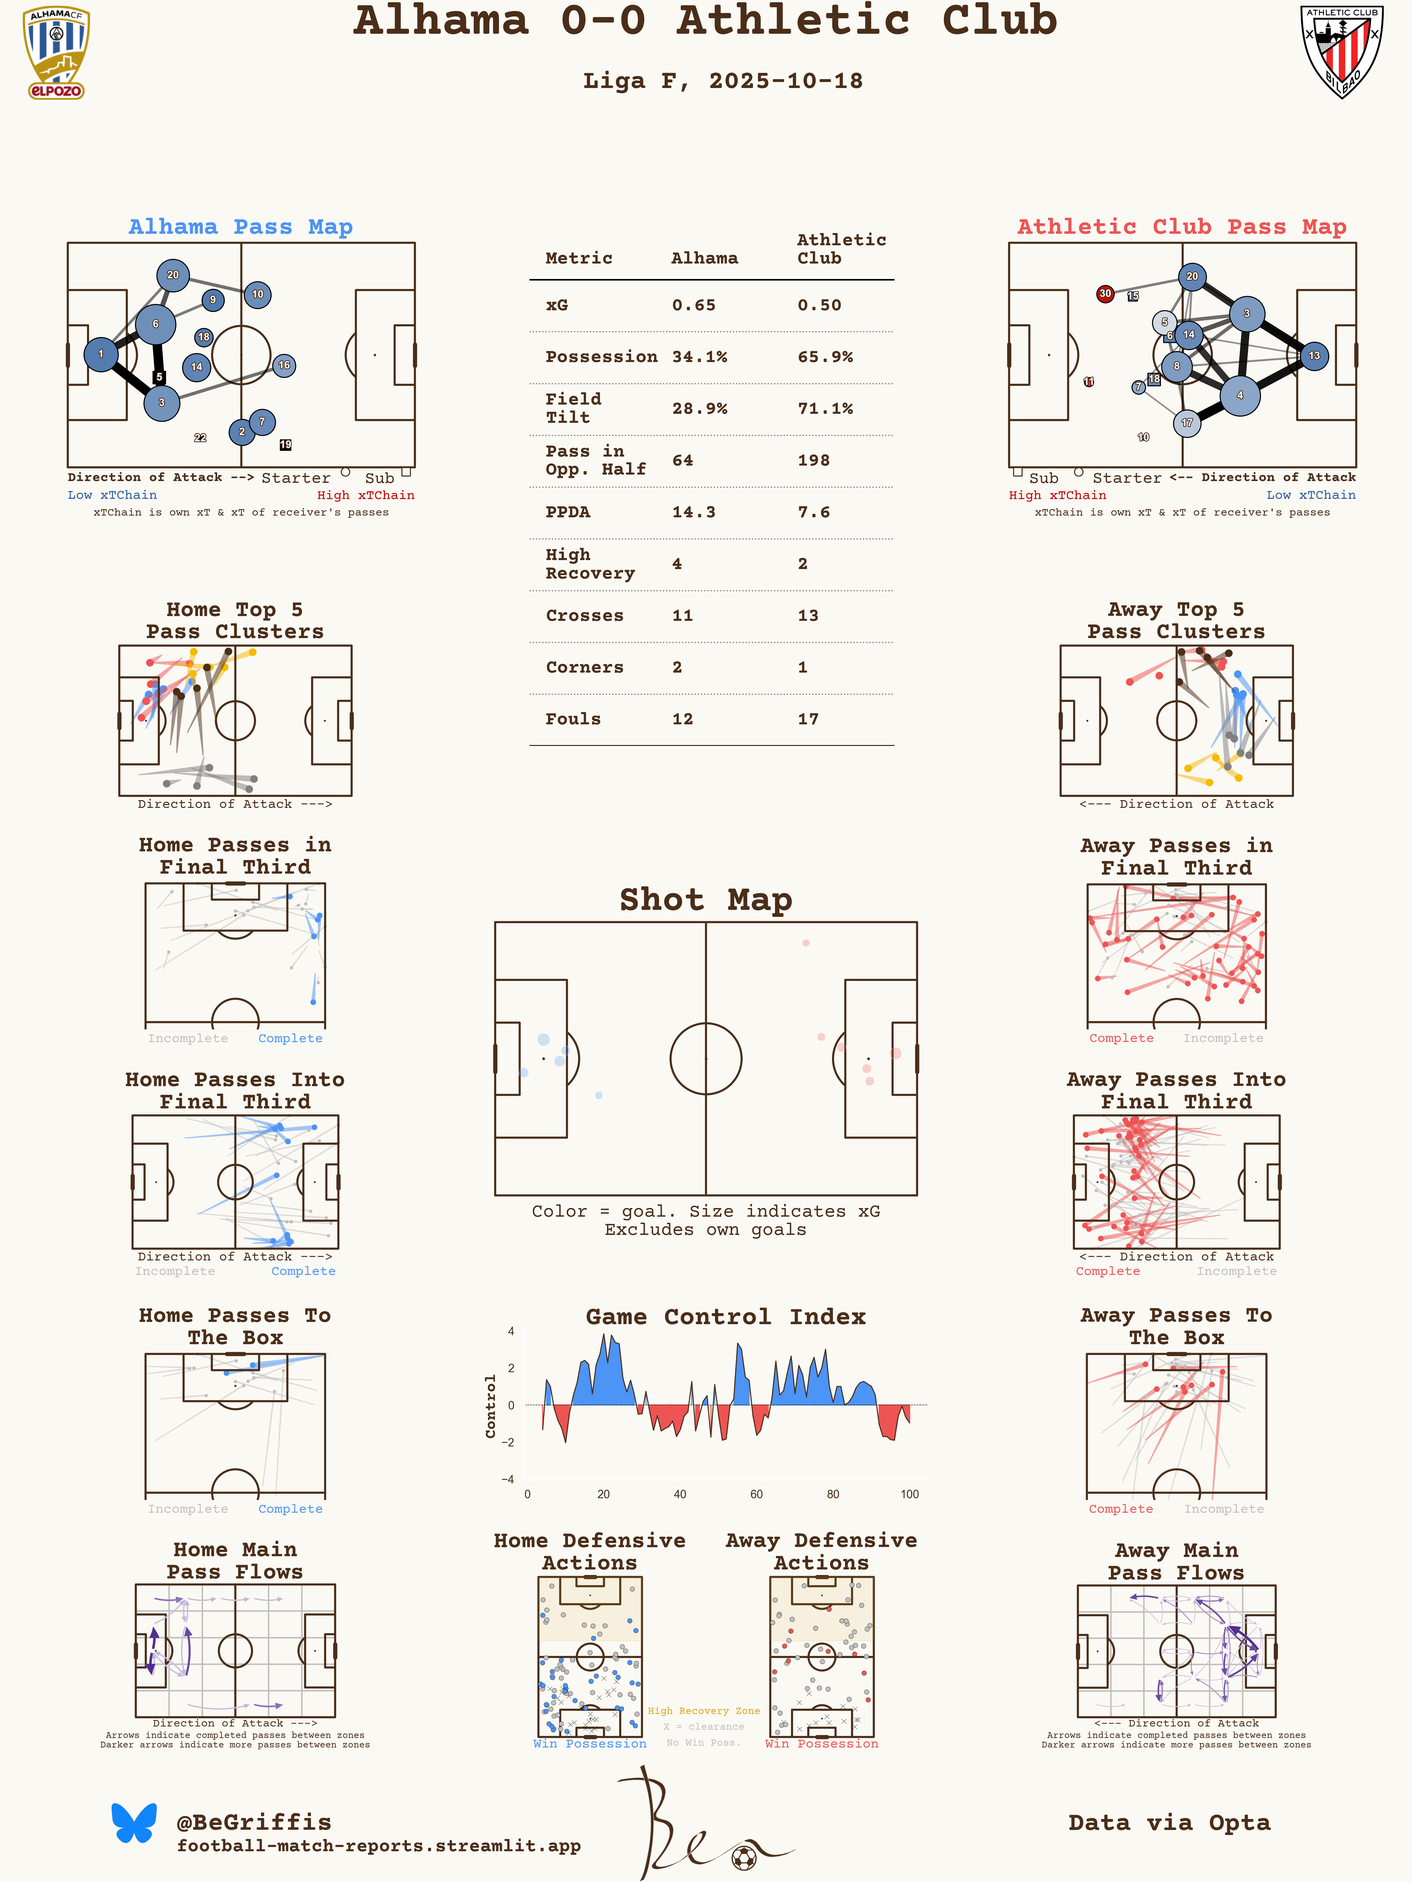 Alhama 0-0 Athletic Club
Liga F, 2025-10-18
ALHAMACF
ELPOZO
ATHLETIC CLUB
BILBAO
Alhama Pass Map
20
9
10
6
18
1
14
16
5
3
2
7
22
19
Direction of Attack --> Starter Sub
Low xTChain High xTChain
xTChain is own xT & xT of receiver's passes
Metric Alhama Athletic Club
xG 0.65 0.50
Possession 34.1% 65.9%
Field Tilt 28.9% 71.1%
Pass in Opp. Half 64 198
PPDA 14.3 7.6
High Recovery 4 2
Crosses 11 13
Corners 2 1
Fouls 12 17
Athletic Club Pass Map
20
30
15
3
5
6
14
13
8
11
7
18
4
17
10
Sub Starter <-- Direction of Attack
High xTChain Low xTChain
xTChain is own xT & xT of receiver's passes
Home Top 5
Pass Clusters
Direction of Attack --->
Away Top 5
Pass Clusters
<--- Direction of Attack
Home Passes in
Final Third
Incomplete Complete
Away Passes in
Final Third
Complete Incomplete
Shot Map
Color = goal. Size indicates xG
Excludes own goals
Home Passes Into
Final Third
Direction of Attack --->
Incomplete Complete
Away Passes Into
Final Third
<--- Direction of Attack
Complete Incomplete
Home Passes To
The Box
Incomplete Complete
Game Control Index
Control
4
2
0
−2
−4
0 20 40 60 80 100
Away Passes To
The Box
Complete Incomplete
Home Main
Pass Flows
Direction of Attack --->
Arrows indicate completed passes between zones
Darker arrows indicate more passes between zones
Home Defensive
Actions
Win Possession
High Recovery Zone
X = clearance
No Win Poss.
Away Defensive
Actions
Win Possession
Away Main
Pass Flows
<--- Direction of Attack
Arrows indicate completed passes between zones
Darker arrows indicate more passes between zones
@BeGriffis
football-match-reports.streamlit.app
Ben
Data via Opta